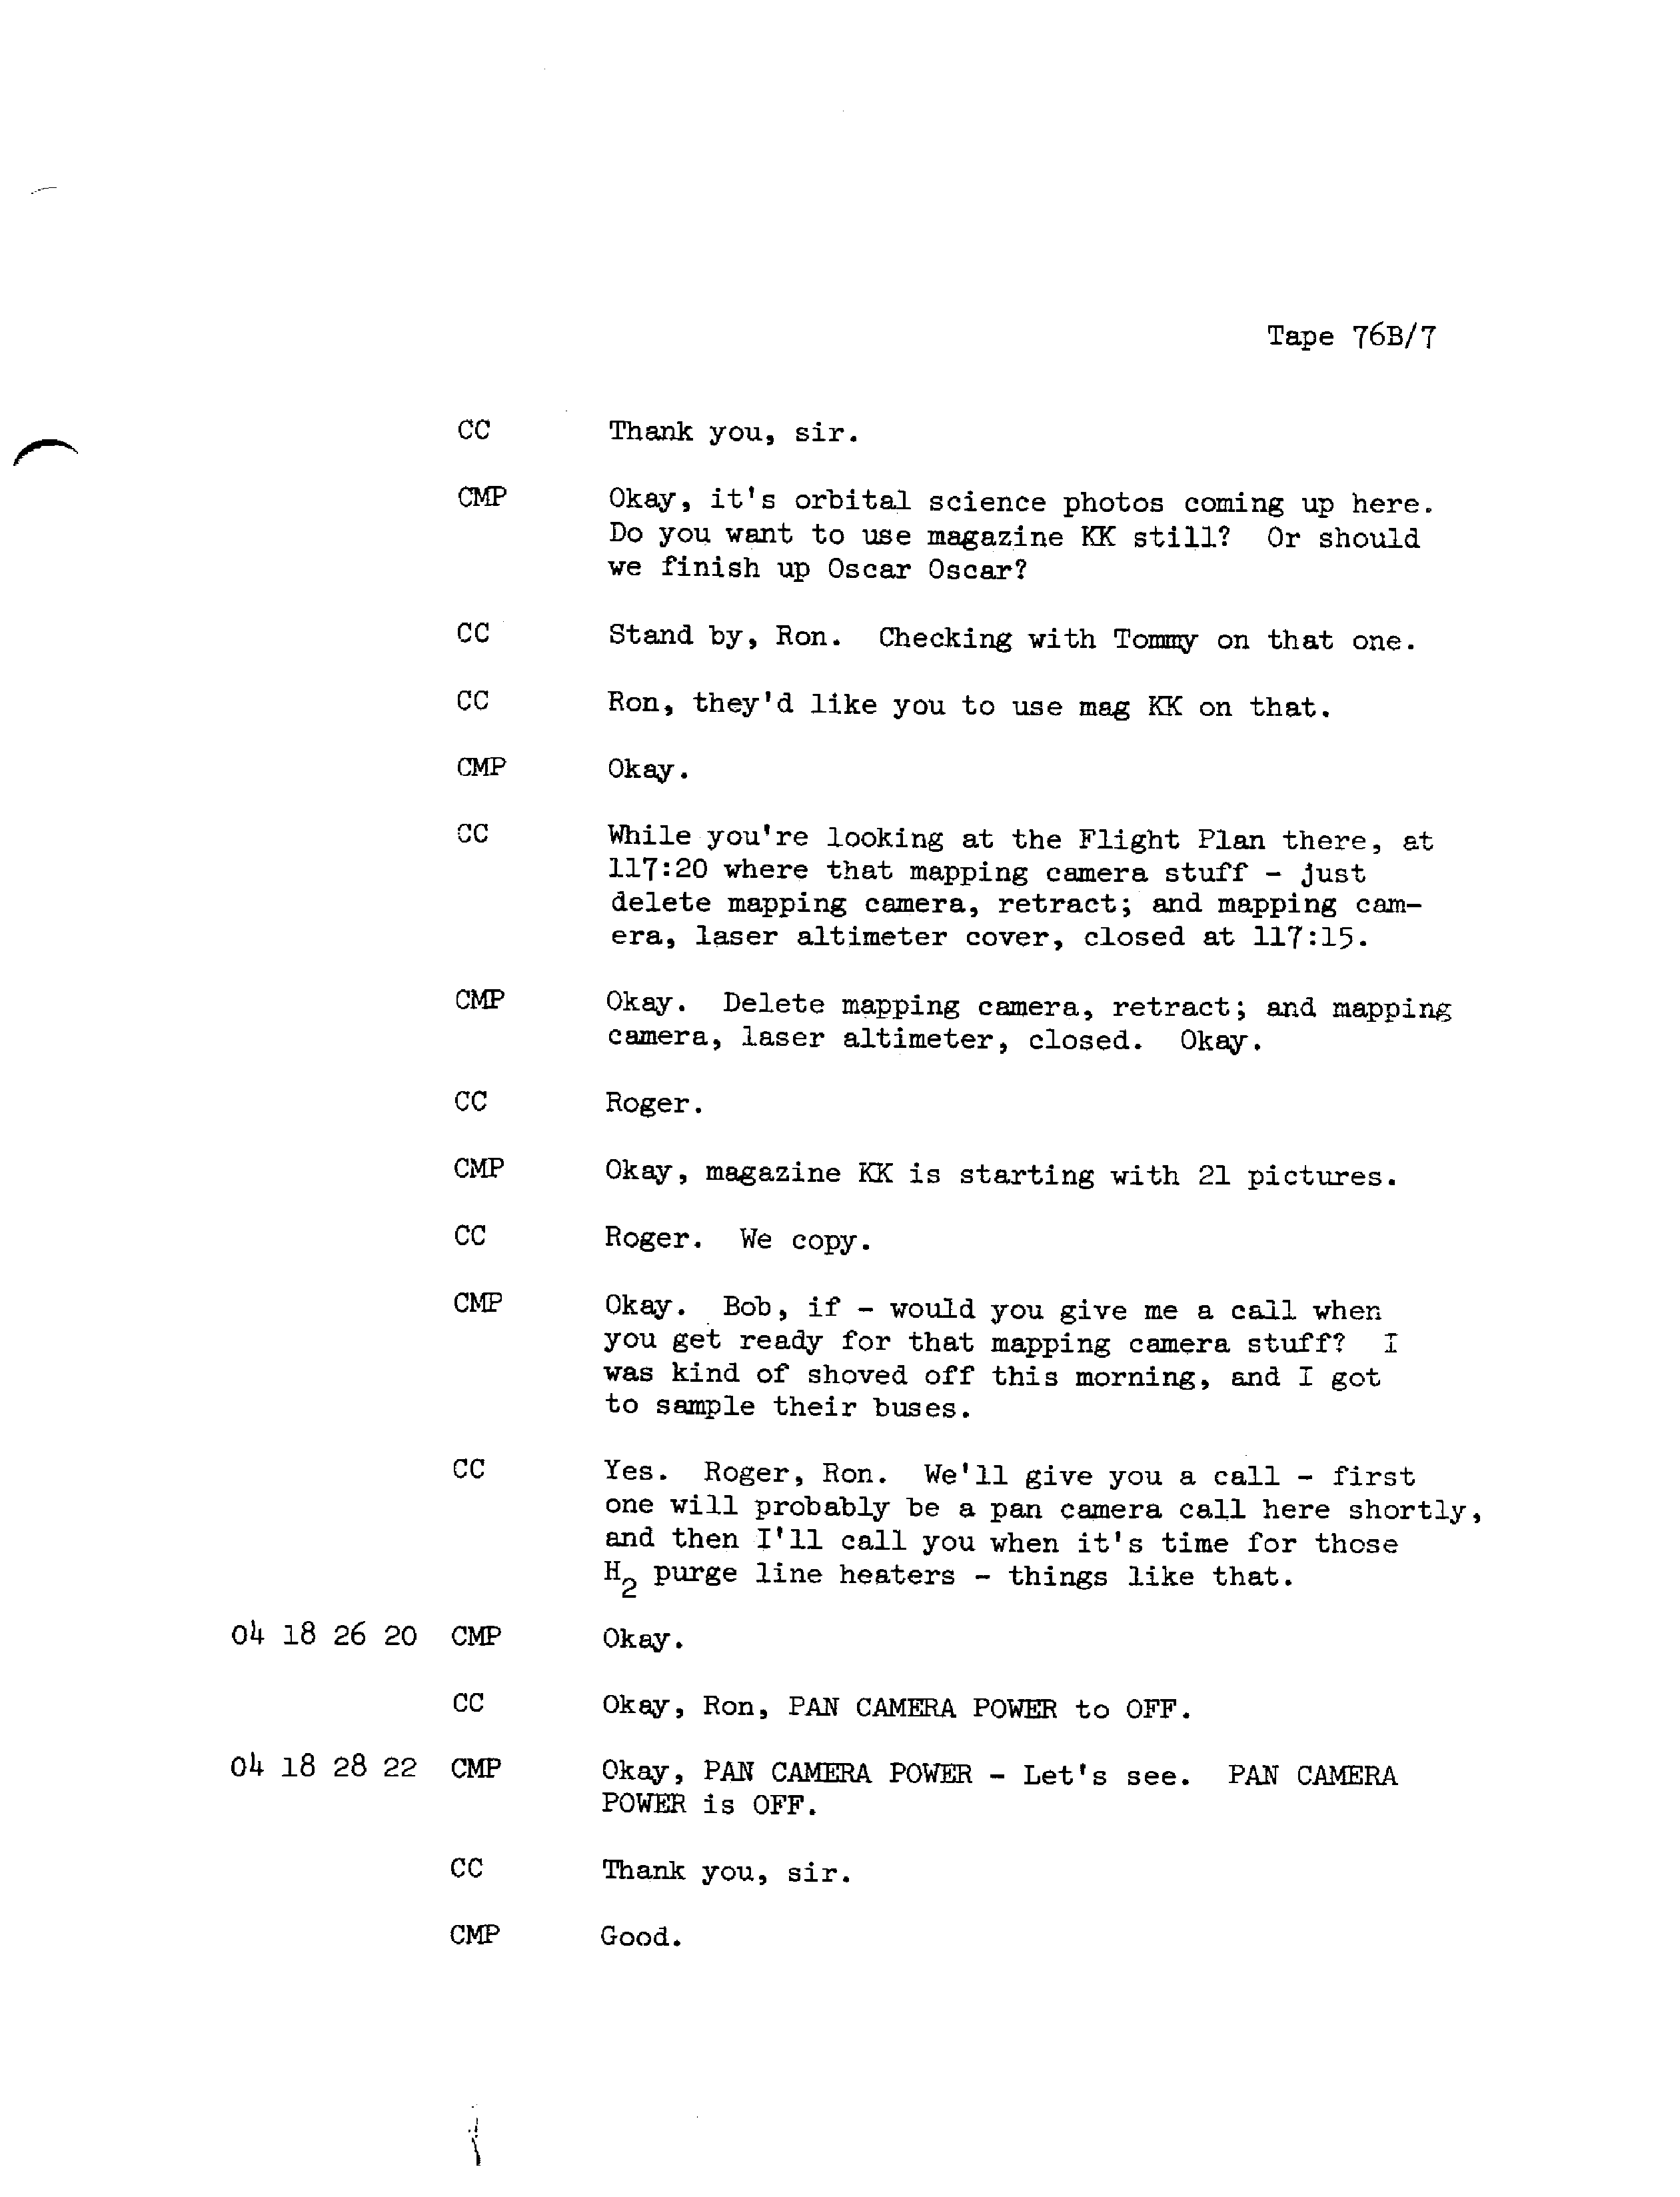 Tape 76B/7
CC Thank you, sir.
CMP Okay, it's orbital science photos coming up here.
Do you want to use magazine KK still? Or should
we finish up Oscar Oscar?
CC Stand by, Ron. Checking with Tommy on that one.
CC Ron, they'd like you to use mag KK on that.
CMP Okay.
CC While you're looking at the Flight Plan there, at
117:20 where that mapping camera stuff - just
delete mapping camera, retract; and mapping cam-
era, laser altimeter cover, closed at 117:15.
CMP Okay. Delete mapping camera, retract; and mapping
camera, laser altimeter, closed. Okay.
CC Roger.
CMP Okay, magazine KK is starting with 21 pictures.
CC Roger. We copy.
CMP Okay. Bob, if - would you give me a call when
you get ready for that mapping camera stuff? I
was kind of shoved off this morning, and I got
to sample their buses.
CC Yes. Roger, Ron. We'll give you a call - first
one will probably be a pan camera call here shortly,
and then I'll call you when it's time for those
H2 purge line heaters - things like that.
04 18 26 20 CMP Okay.
CC Okay, Ron, PAN CAMERA POWER to OFF.
04 18 28 22 CMP Okay, PAN CAMERA POWER - Let's see. PAN CAMERA
POWER is OFF.
CC Thank you, sir.
CMP Good.